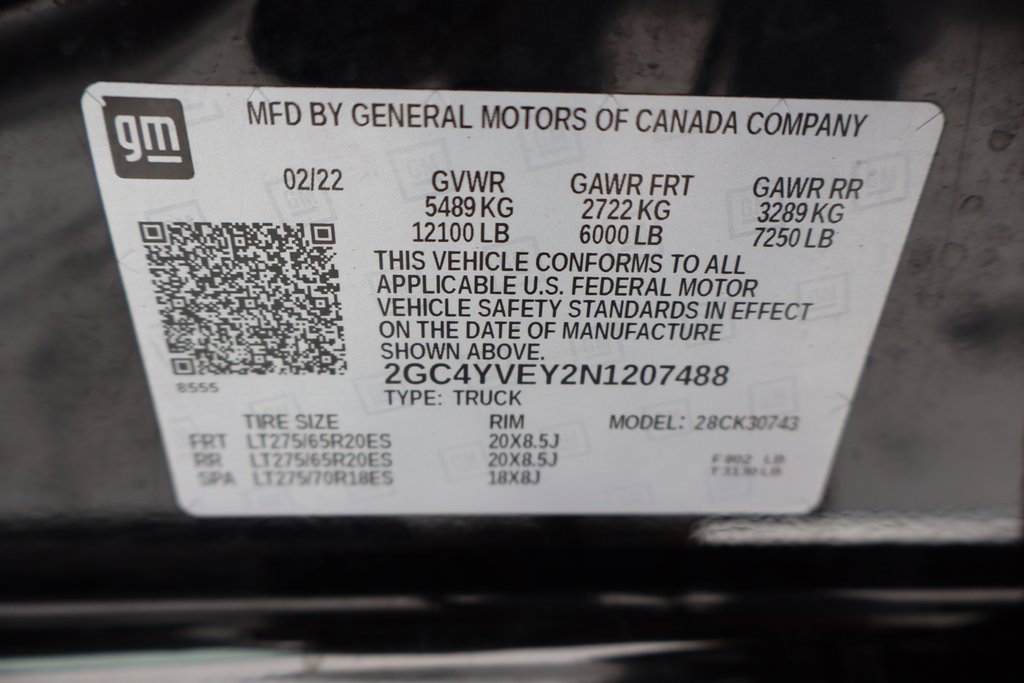 gm
MFD BY GENERAL MOTORS OF CANADA COMPANY
02/22 GVWR GAWR FRT GAWR RR
5489 KG 2722 KG 3289 KG
12100 LB 6000 LB 7250 LB
THIS VEHICLE CONFORMS TO ALL
APPLICABLE U.S. FEDERAL MOTOR
VEHICLE SAFETY STANDARDS IN EFFECT
ON THE DATE OF MANUFACTURE
SHOWN ABOVE.
8555
2GC4YVEY2N1207488
TYPE: TRUCK
TIRE SIZE RIM MODEL: 28CK30743
FRT LT275/65R20ES 20X8.5J
RR LT275/65R20ES 20X8.5J
SPA LT275/70R18ES 18X8J